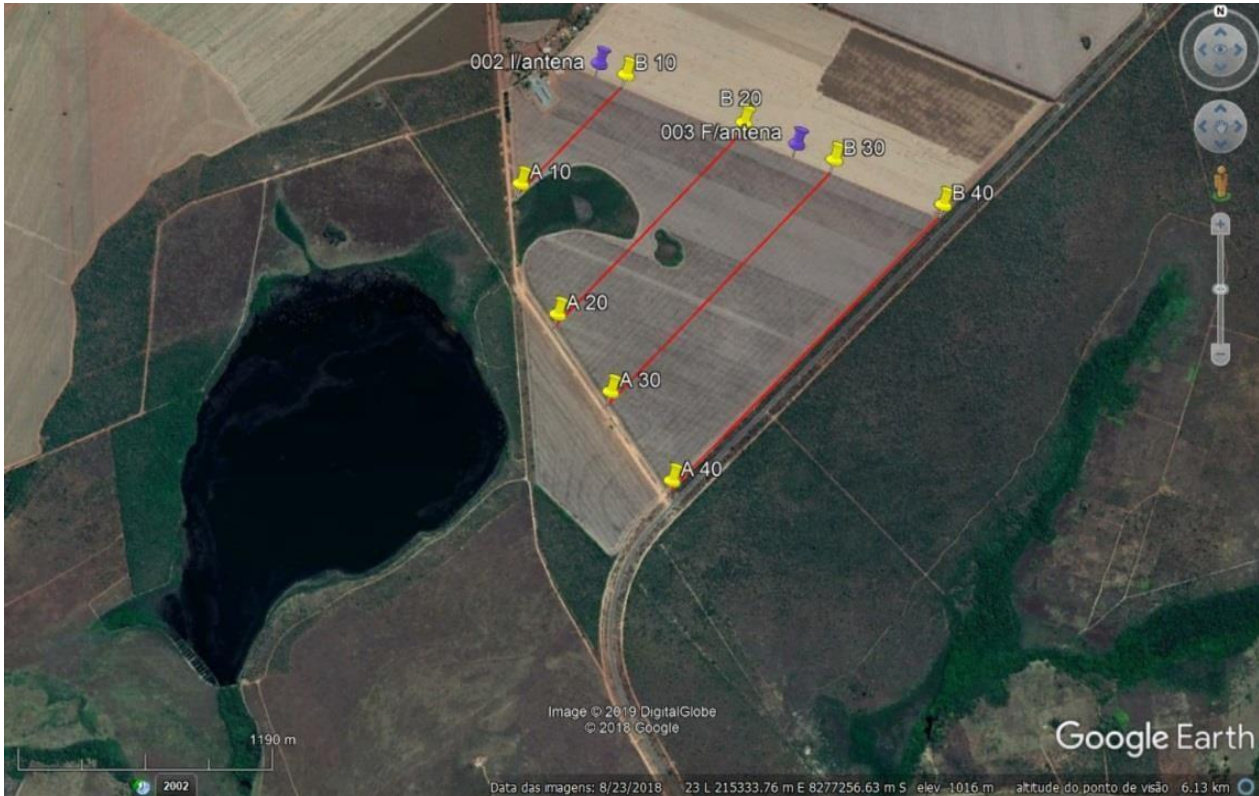 N
002 I/antena
B 10
B 20
003 F/antena
B 30
A 10
B 40
A 20
A 30
A 40
Image © 2019 DigitalGlobe
© 2018 Google
Google Earth
1190 m
2002
Data das imagens: 8/23/2018 23 L 215333.76 m E 8277256.63 m S elev 1016 m altitude do ponto de visão 6.13 km